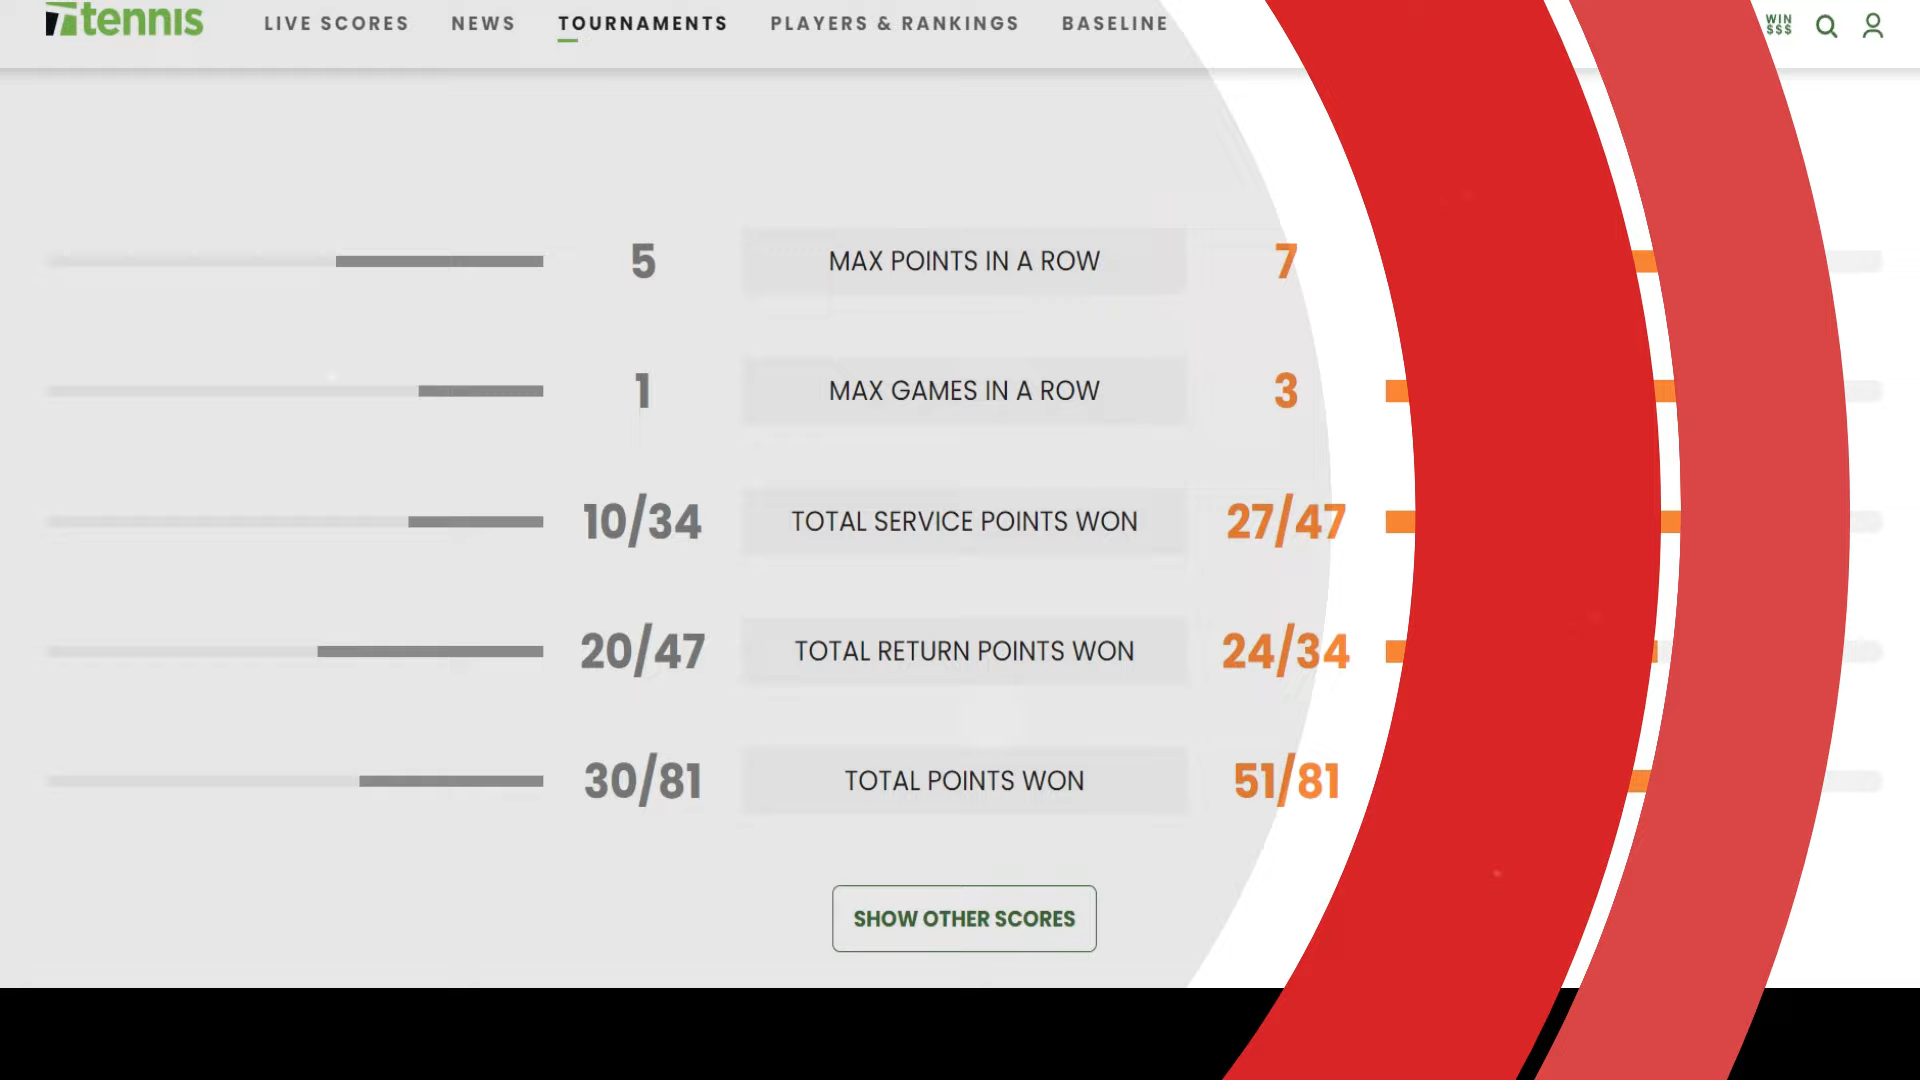 tennis LIVE SCORES NEWS TOURNAMENTS PLAYERS & RANKINGS BASELINE WIN $$$
5 MAX POINTS IN A ROW 7
1 MAX GAMES IN A ROW 3
10/34 TOTAL SERVICE POINTS WON 27/47
20/47 TOTAL RETURN POINTS WON 24/34
30/81 TOTAL POINTS WON 51/81
SHOW OTHER SCORES